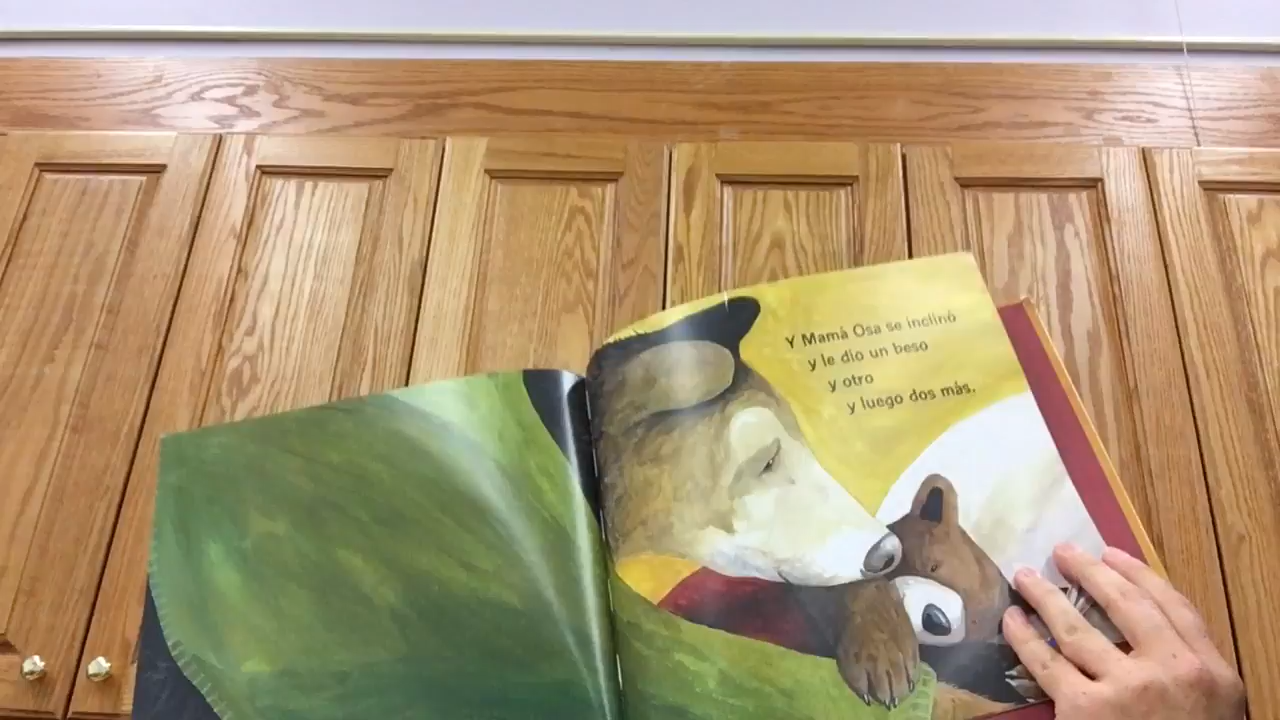 Y Mamá Osa se inclinó
y le dio un beso
y otro
y luego dos más.